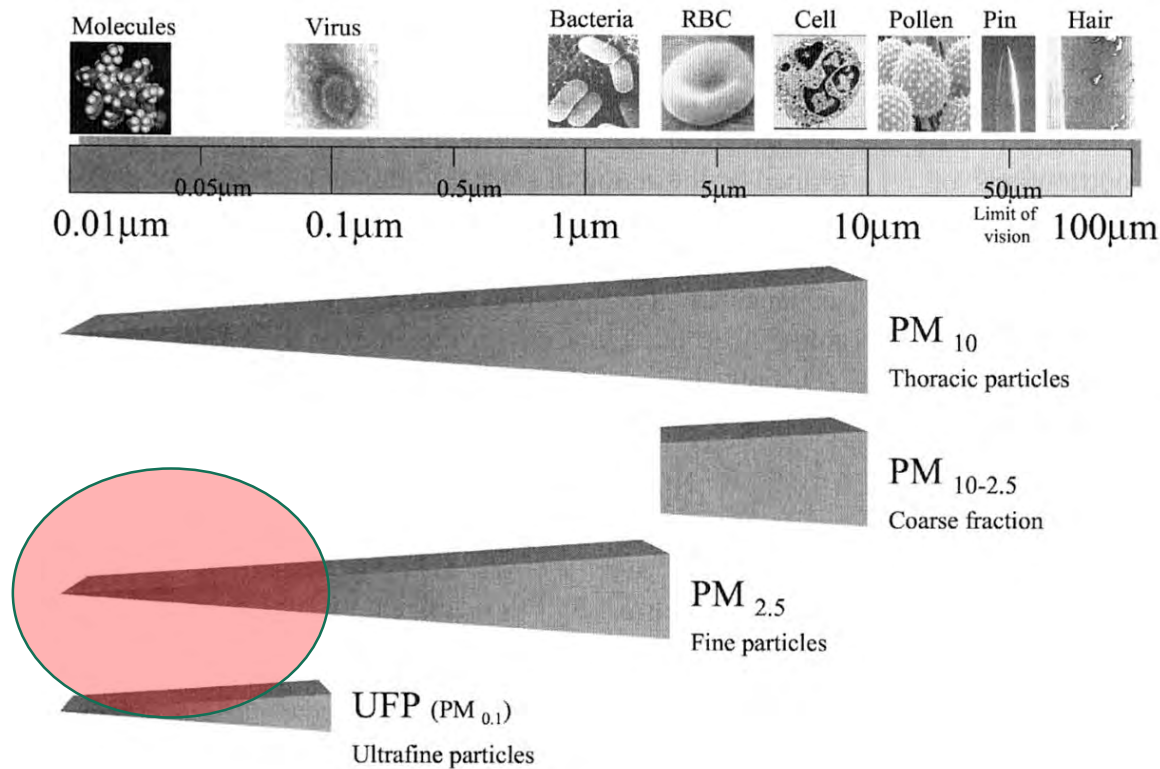 Molecules Virus Bacteria RBC Cell Pollen Pin Hair
0.05μm 0.5μm 5μm 50μm
0.01μm 0.1μm 1μm 10μm Limit of vision 100μm
PM 10
Thoracic particles
PM 10-2.5
Coarse fraction
PM 2.5
Fine particles
UFP (PM 0.1)
Ultrafine particles